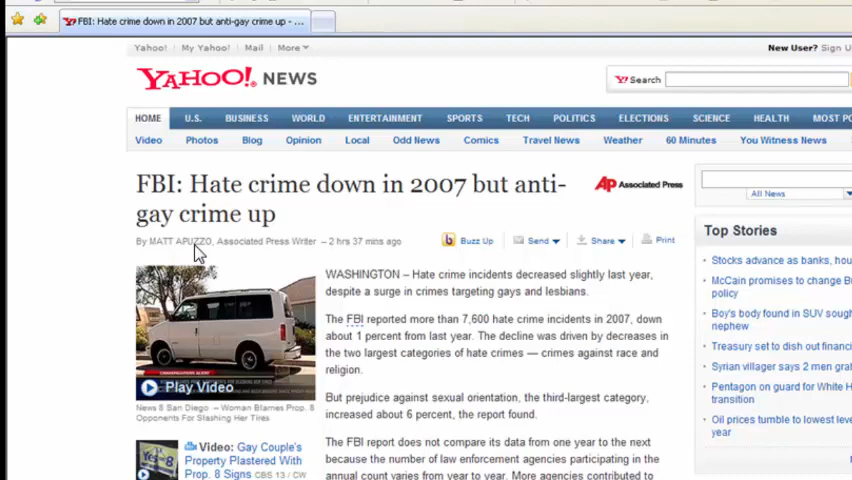 FBI: Hate crime down in 2007 but anti-gay crime up - ...
Yahoo! My Yahoo! Mail More
New User? Sign U
YAHOO! NEWS
Y! Search
HOME U.S. BUSINESS WORLD ENTERTAINMENT SPORTS TECH POLITICS ELECTIONS SCIENCE HEALTH MOST PO
Video Photos Blog Opinion Local Odd News Comics Travel News Weather 60 Minutes You Witness News
FBI: Hate crime down in 2007 but anti-
gay crime up
AP Associated Press
By MATT APUZZO, Associated Press Writer – 2 hrs 37 mins ago
Buzz Up Send Share Print
WASHINGTON – Hate crime incidents decreased slightly last year,
despite a surge in crimes targeting gays and lesbians.
The FBI reported more than 7,600 hate crime incidents in 2007, down
about 1 percent from last year. The decline was driven by decreases in
the two largest categories of hate crimes — crimes against race and
religion.
But prejudice against sexual orientation, the third-largest category,
increased about 6 percent, the report found.
The FBI report does not compare its data from one year to the next
because the number of law enforcement agencies participating in the
annual count varies from year to year. More agencies contributed to
Play Video
News 8 San Diego – Woman Blames Prop. 8
Opponents For Slashing Her Tires
Yes on 8
Video: Gay Couple's
Property Plastered With
Prop. 8 Signs CBS 13 / CW
All News
Top Stories
Stocks advance as banks, hou
McCain promises to change B
policy
Boy's body found in SUV sough
nephew
Treasury set to dish out financi
Syrian villager says 2 men grab
Pentagon on guard for White H
transition
Oil prices tumble to lowest leve
year